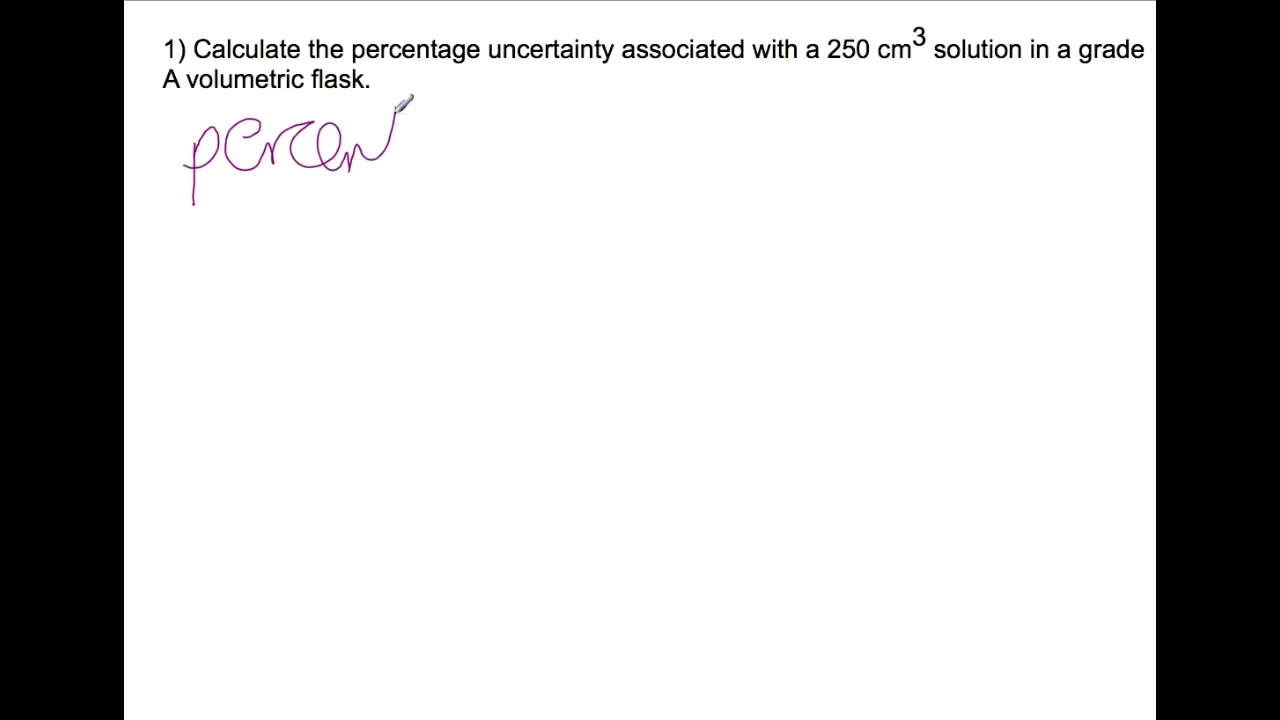 1) Calculate the percentage uncertainty associated with a 250 cm³ solution in a grade
A volumetric flask.
percen